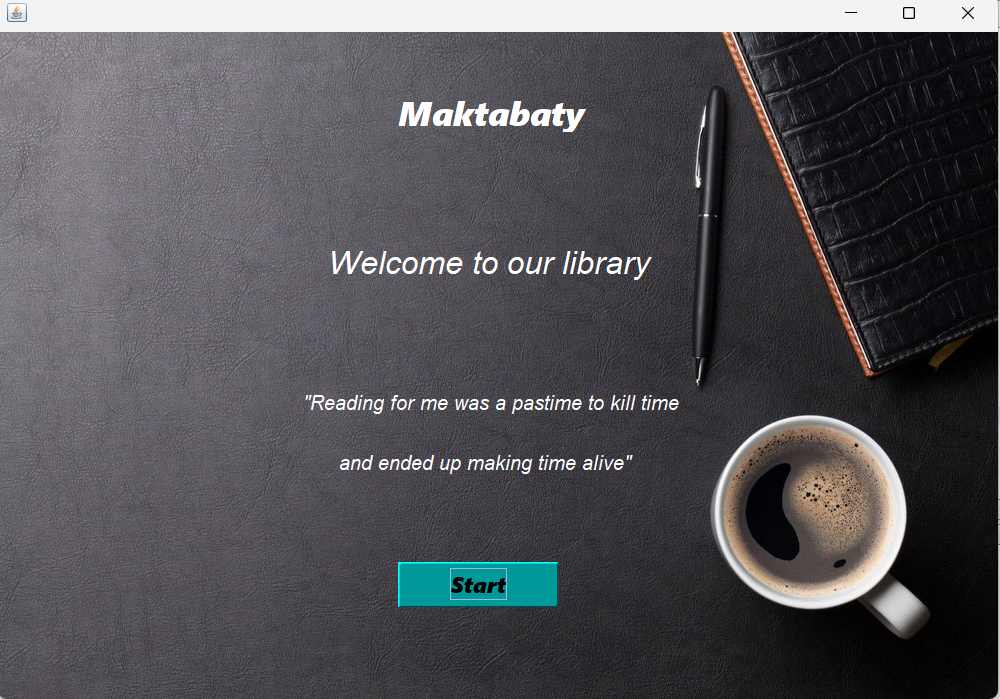 Maktabaty
Welcome to our library
"Reading for me was a pastime to kill time
and ended up making time alive"
Start